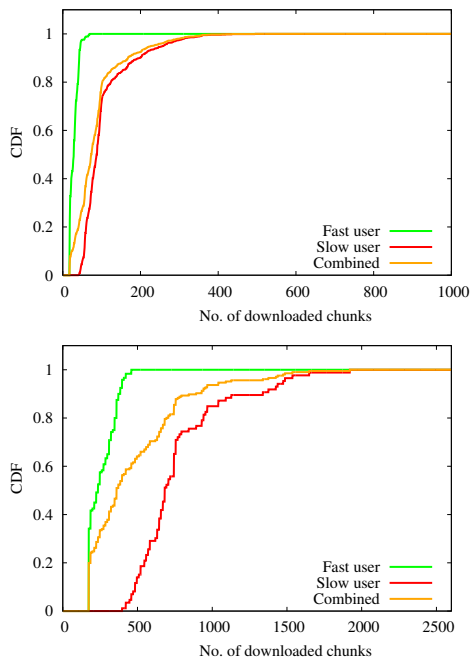 1
0.8
0.6
0.4
0.2
0
CDF
Fast user
Slow user
Combined
0 200 400 600 800 1000
No. of downloaded chunks
1
0.8
0.6
0.4
0.2
0
CDF
Fast user
Slow user
Combined
0 500 1000 1500 2000 2500
No. of downloaded chunks